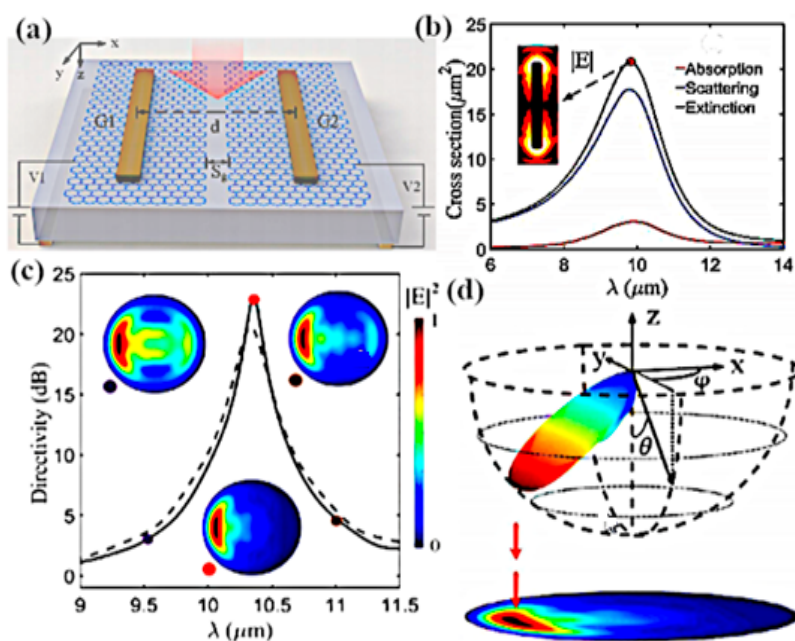 (a)
x
y
z
G1
d
G2
S_g
V1
V2
(b)
Cross section(μm²)
25
20
15
10
5
0
|E|
Absorption
Scattering
Extinction
6
8
10
12
14
λ (μm)
(c)
Directivity (dB)
25
20
15
10
5
0
9
9.5
10
10.5
11
11.5
λ (μm)
|E|²
1
0
(d)
z
y
x
φ
θ